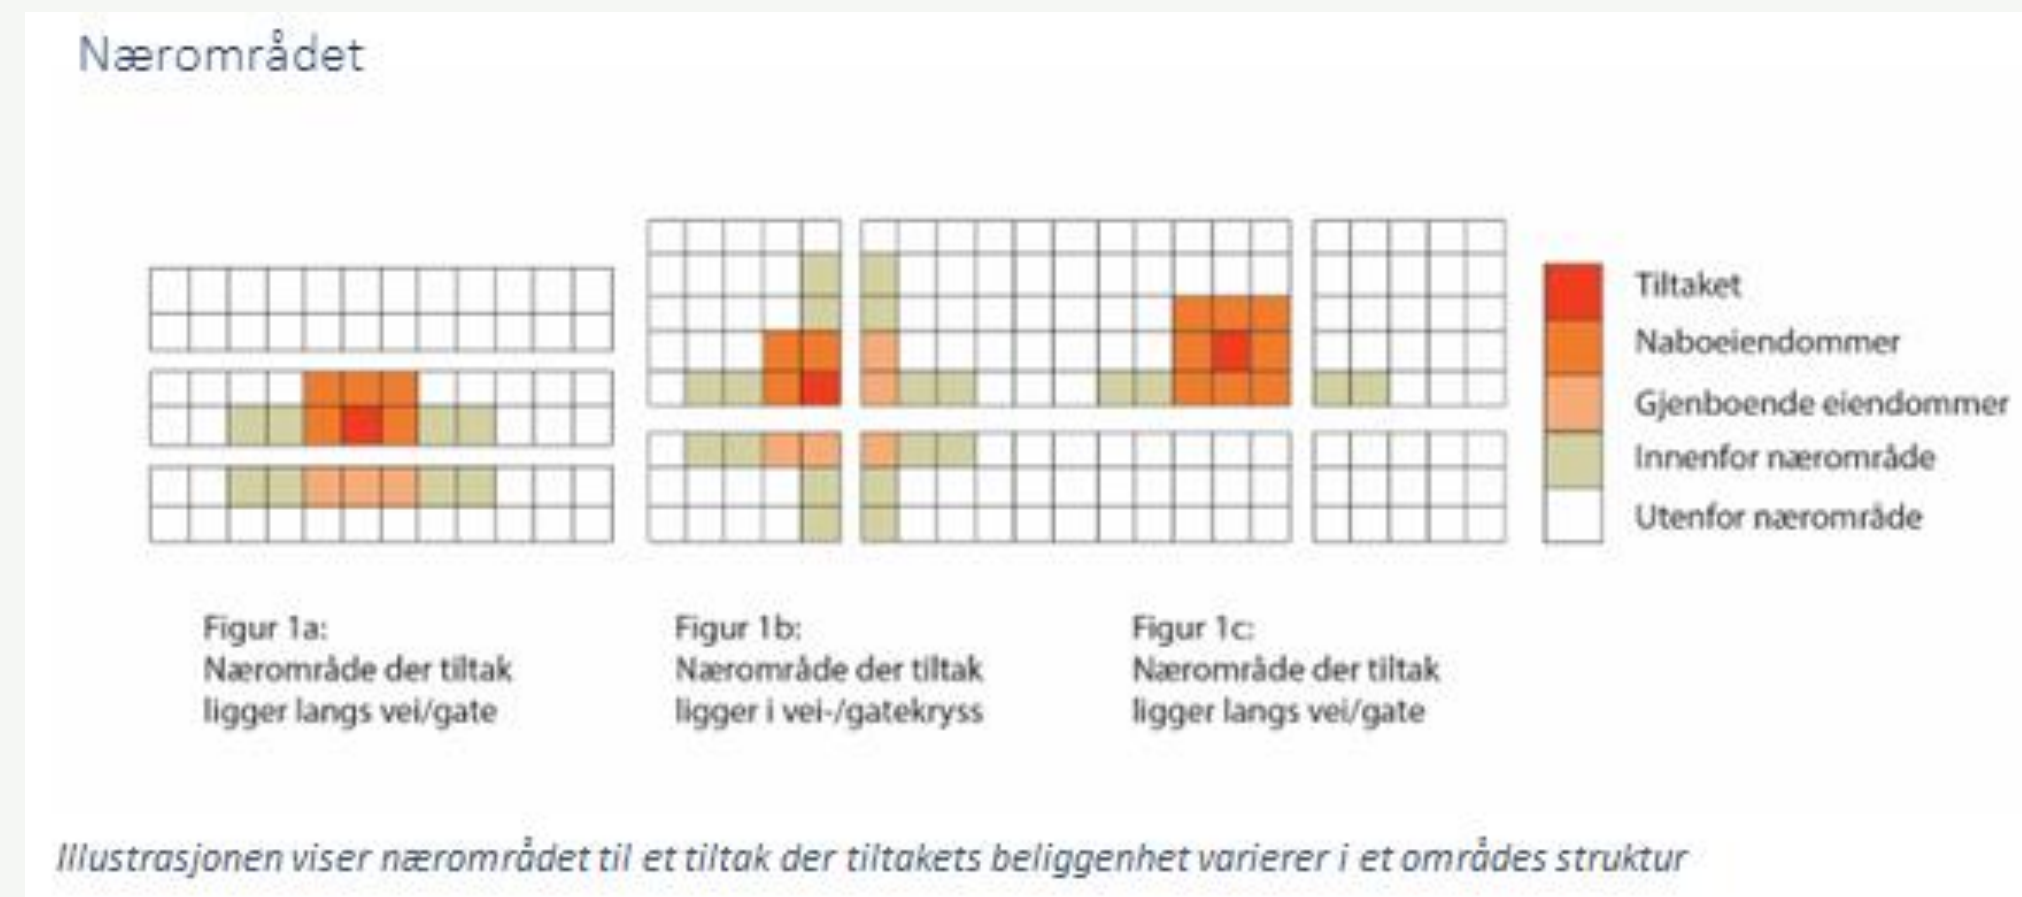 Nærområdet
Tiltaket
Naboeiendommer
Gjenboende eiendommer
Innenfor nærområde
Utenfor nærområde
Figur 1a:
Nærområde der tiltak
ligger langs vei/gate
Figur 1b:
Nærområde der tiltak
ligger i vei-/gatekryss
Figur 1c:
Nærområde der tiltak
ligger langs vei/gate
Illustrasjonen viser nærområdet til et tiltak der tiltakets beliggenhet varierer i et områdes struktur